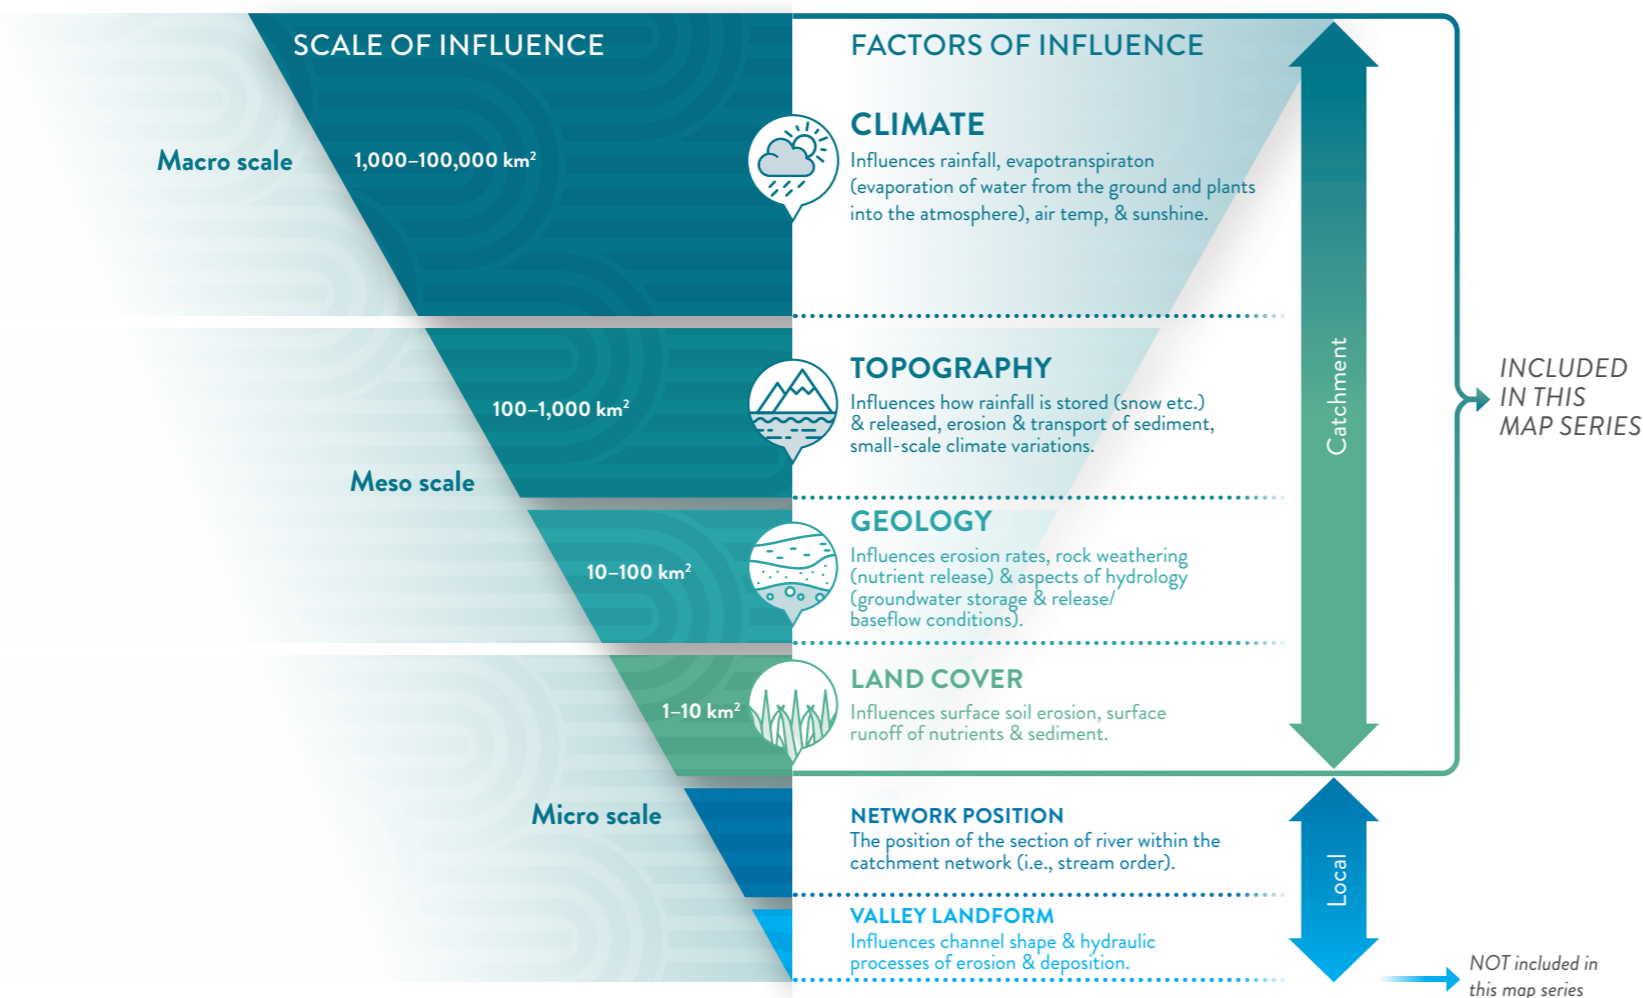 SCALE OF INFLUENCE
FACTORS OF INFLUENCE
Macro scale
1,000–100,000 km²
CLIMATE
Influences rainfall, evapotranspiraton
(evaporation of water from the ground and plants
into the atmosphere), air temp, & sunshine.
Meso scale
100–1,000 km²
TOPOGRAPHY
Influences how rainfall is stored (snow etc.)
& released, erosion & transport of sediment,
small-scale climate variations.
10–100 km²
GEOLOGY
Influences erosion rates, rock weathering
(nutrient release) & aspects of hydrology
(groundwater storage & release/
baseflow conditions).
Micro scale
1–10 km²
LAND COVER
Influences surface soil erosion, surface
runoff of nutrients & sediment.
NETWORK POSITION
The position of the section of river within the
catchment network (i.e., stream order).
VALLEY LANDFORM
Influences channel shape & hydraulic
processes of erosion & deposition.
Catchment
Local
INCLUDED
IN THIS
MAP SERIES
NOT included in
this map series